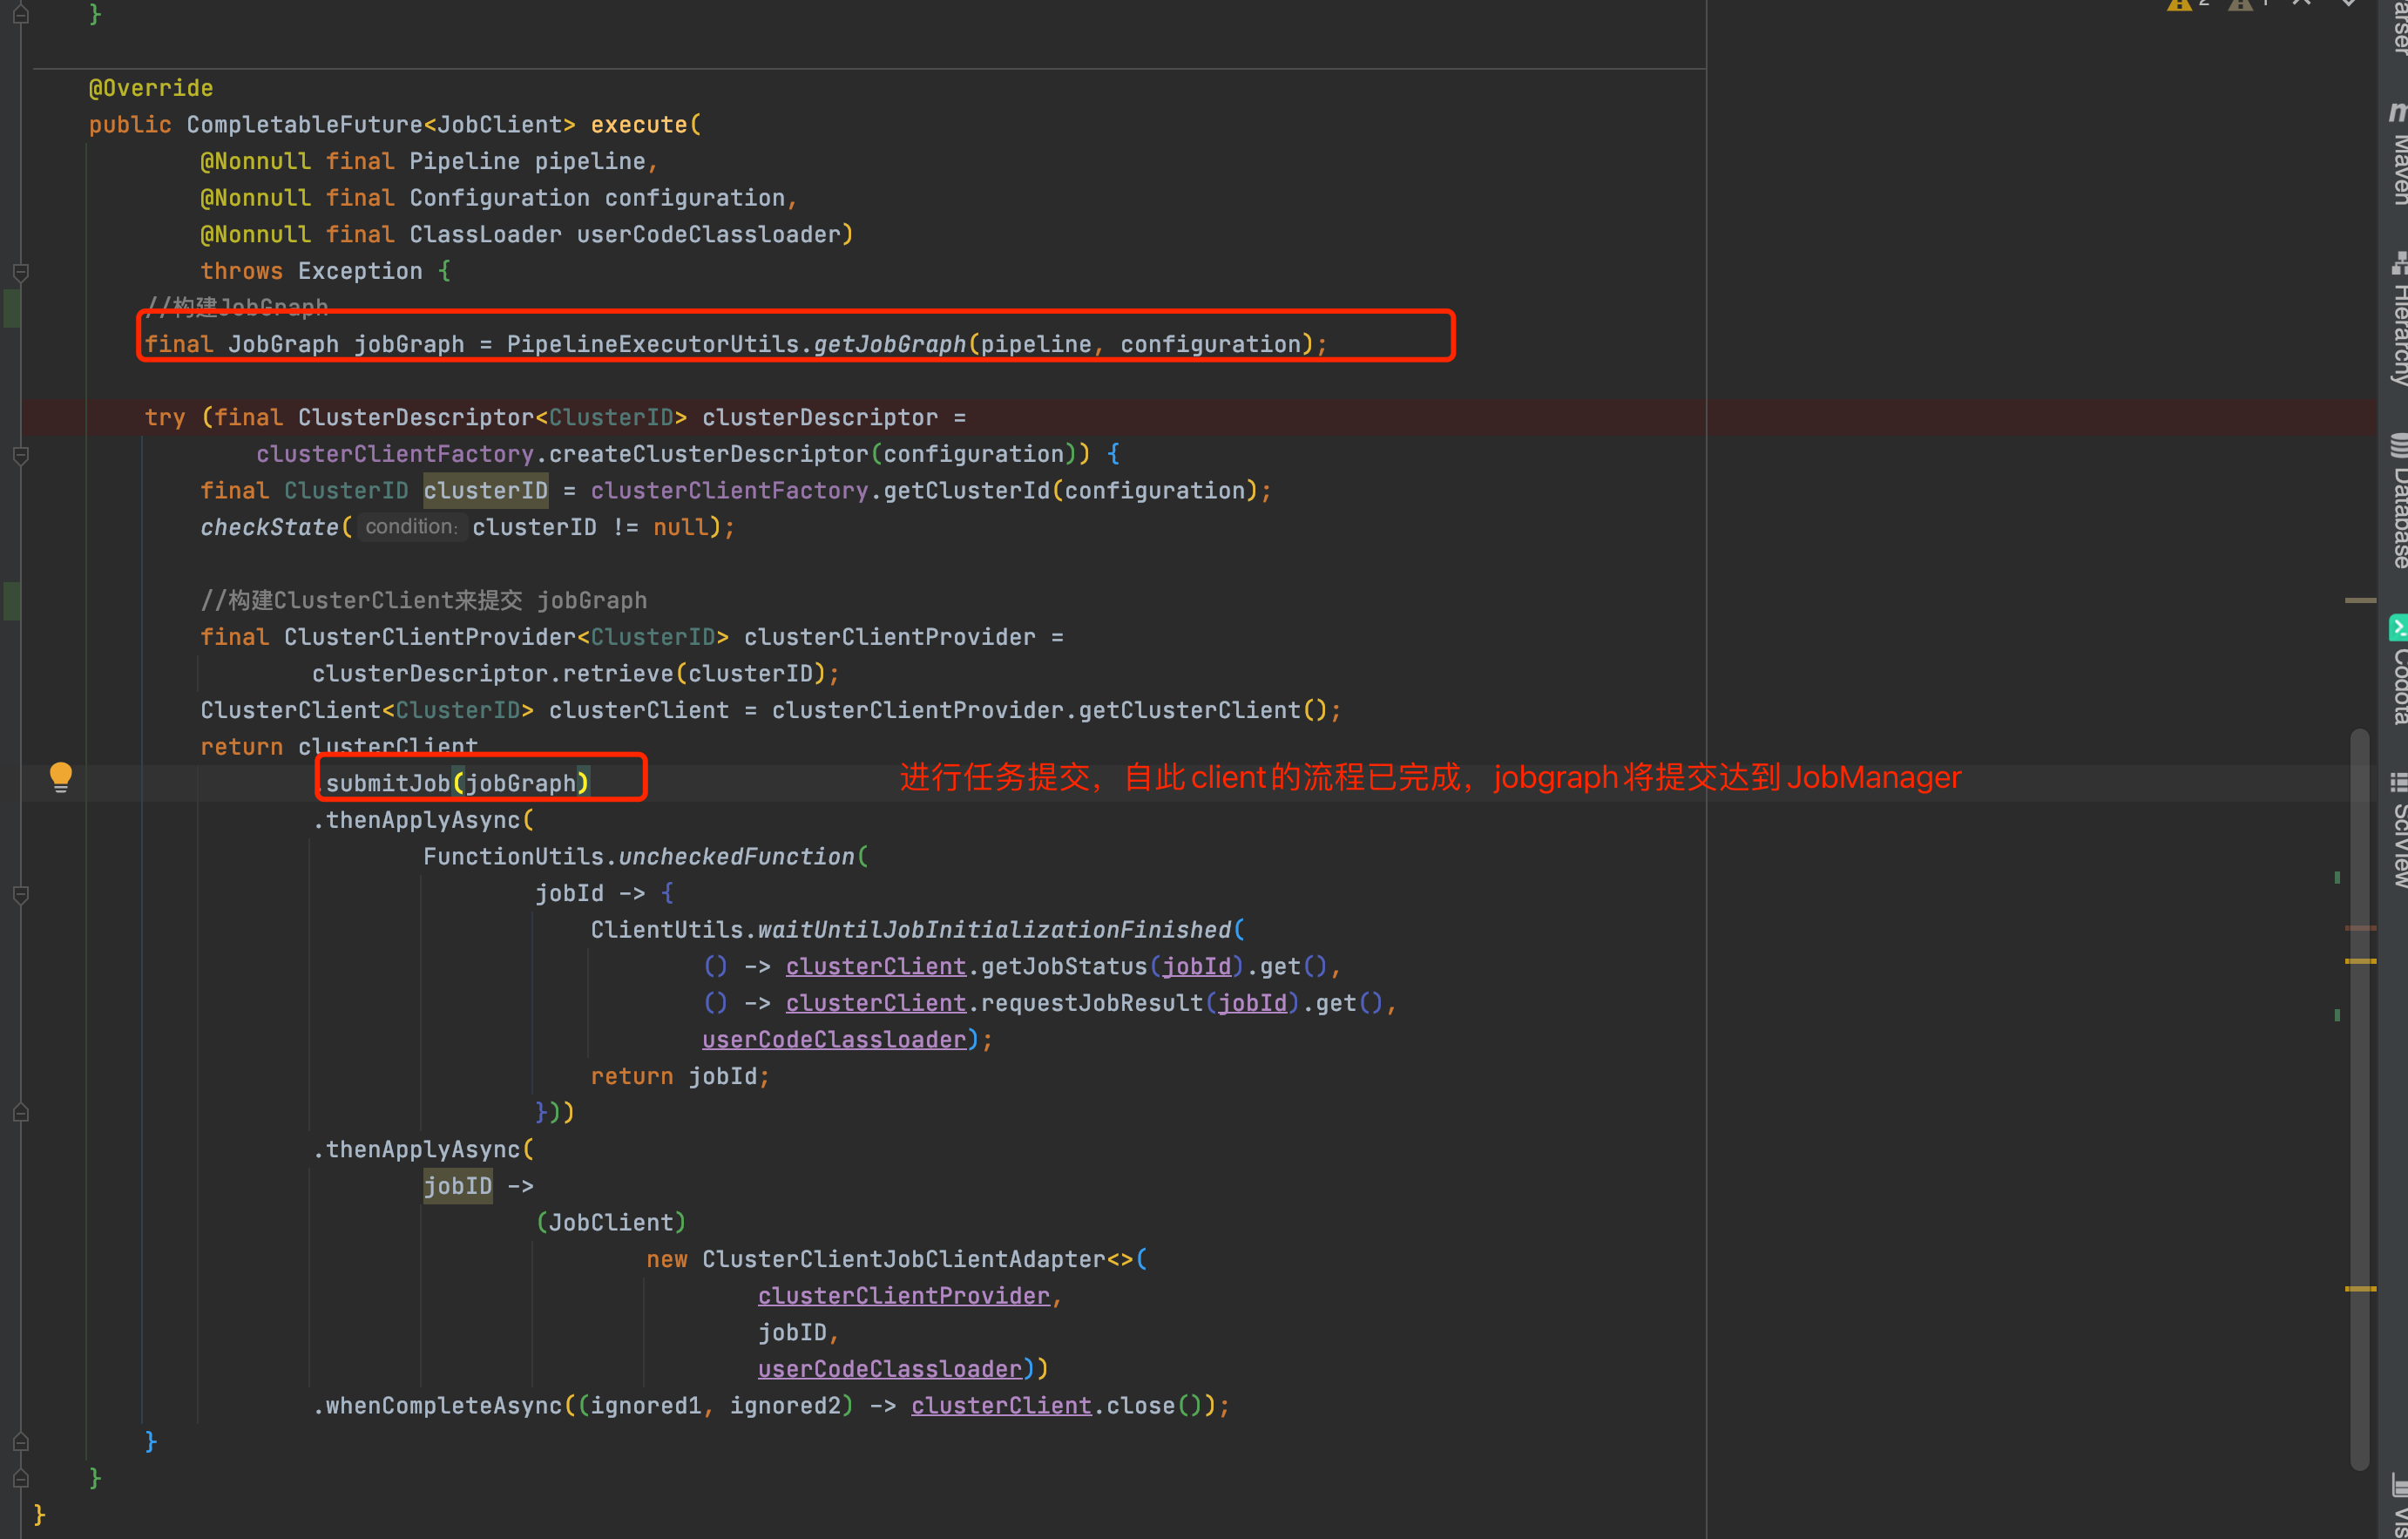 }
@Override
public CompletableFuture<JobClient> execute(
@Nonnull final Pipeline pipeline,
@Nonnull final Configuration configuration,
@Nonnull final ClassLoader userCodeClassloader)
throws Exception {
//构建JobGraph
final JobGraph jobGraph = PipelineExecutorUtils.getJobGraph(pipeline, configuration);
try (final ClusterDescriptor<ClusterID> clusterDescriptor =
clusterClientFactory.createClusterDescriptor(configuration)) {
final ClusterID clusterID = clusterClientFactory.getClusterId(configuration);
checkState( condition: clusterID != null);
//构建ClusterClient来提交 jobGraph
final ClusterClientProvider<ClusterID> clusterClientProvider =
clusterDescriptor.retrieve(clusterID);
ClusterClient<ClusterID> clusterClient = clusterClientProvider.getClusterClient();
return clusterClient
.submitJob(jobGraph)
进行任务提交，自此client的流程已完成，jobgraph将提交达到JobManager
.thenApplyAsync(
FunctionUtils.uncheckedFunction(
jobId -> {
ClientUtils.waitUntilJobInitializationFinished(
() -> clusterClient.getJobStatus(jobId).get(),
() -> clusterClient.requestJobResult(jobId).get(),
userCodeClassloader);
return jobId;
}))
.thenApplyAsync(
jobID ->
(JobClient)
new ClusterClientJobClientAdapter<>(
clusterClientProvider,
jobID,
userCodeClassloader))
.whenCompleteAsync((ignored1, ignored2) -> clusterClient.close());
}
}
}
Maven
Hierarchy
Database
Codota
SciView